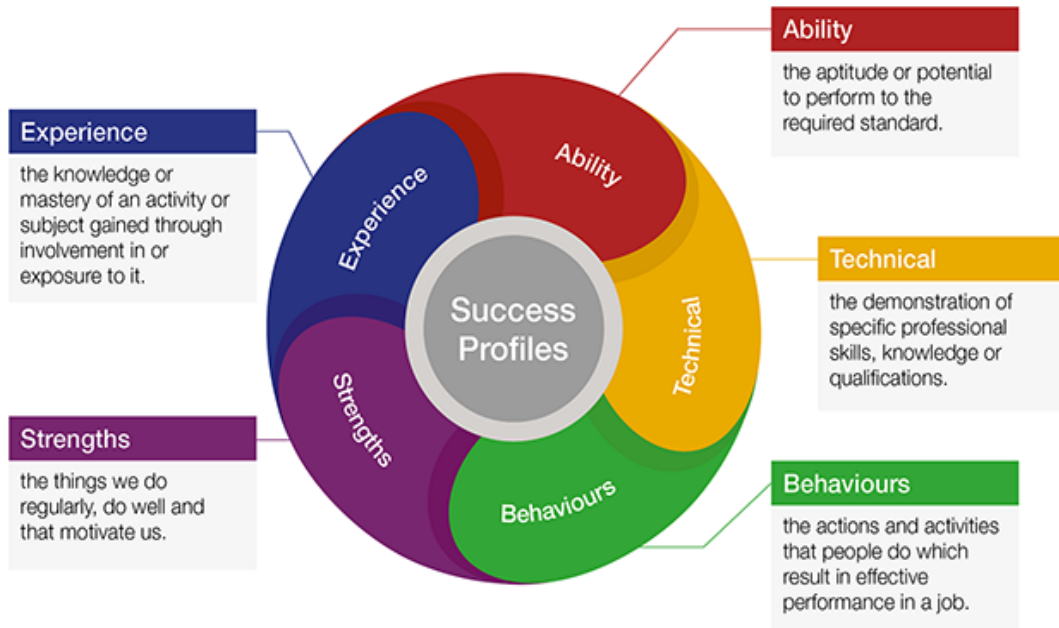 Ability
the aptitude or potential
to perform to the
required standard.
Experience
the knowledge or
mastery of an activity or
subject gained through
involvement in or
exposure to it.
Technical
the demonstration of
specific professional
skills, knowledge or
qualifications.
Strengths
the things we do
regularly, do well and
that motivate us.
Behaviours
the actions and activities
that people do which
result in effective
performance in a job.
Success
Profiles
Ability
Technical
Behaviours
Strengths
Experience